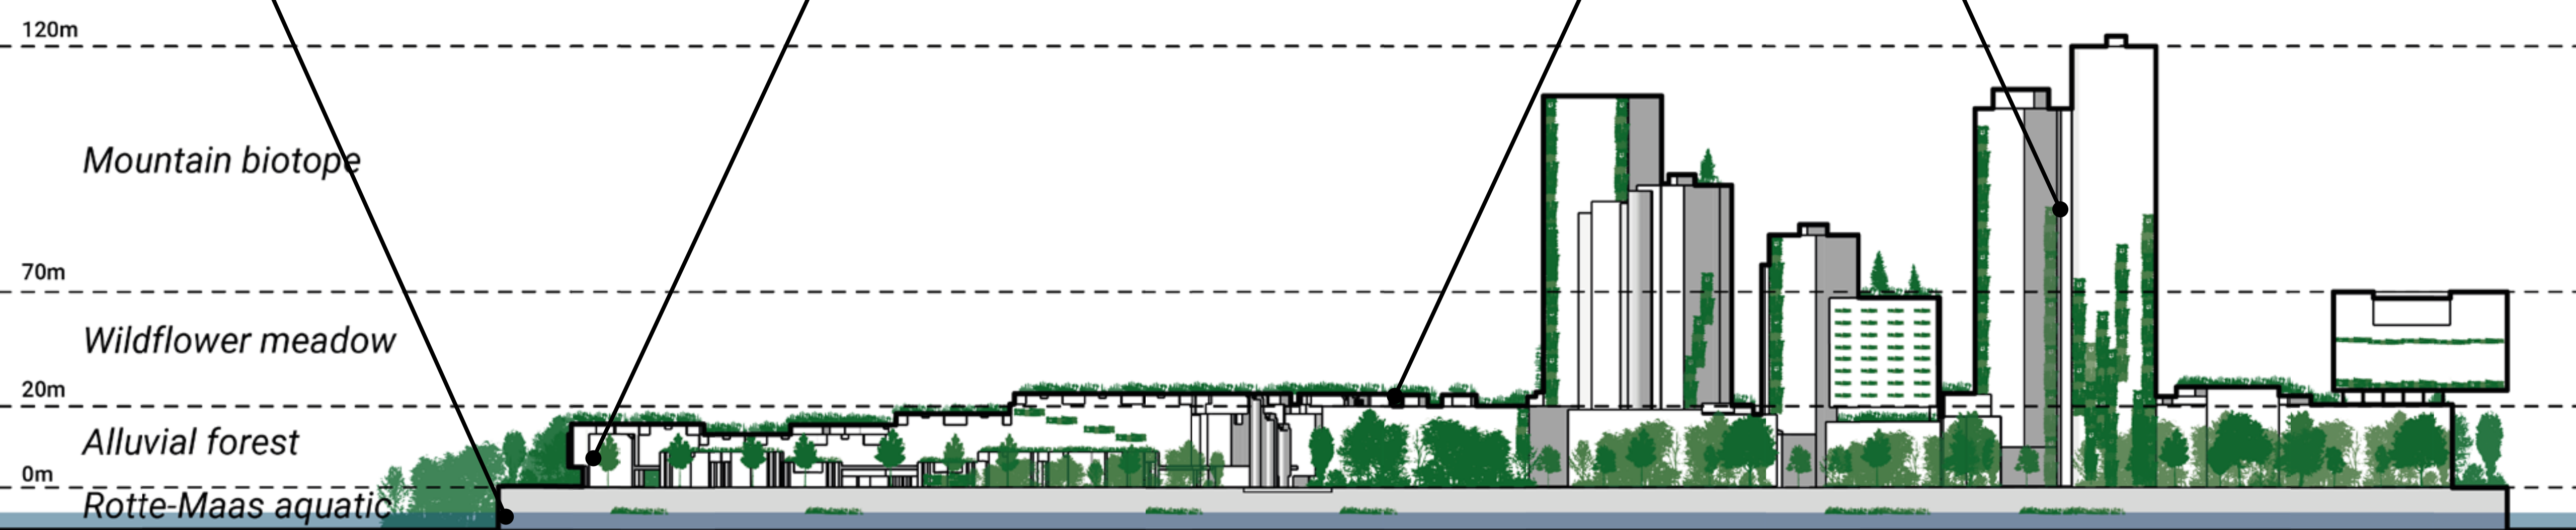 120m
Mountain biotope
70m
Wildflower meadow
20m
Alluvial forest
0m
Rotte-Maas aquatic